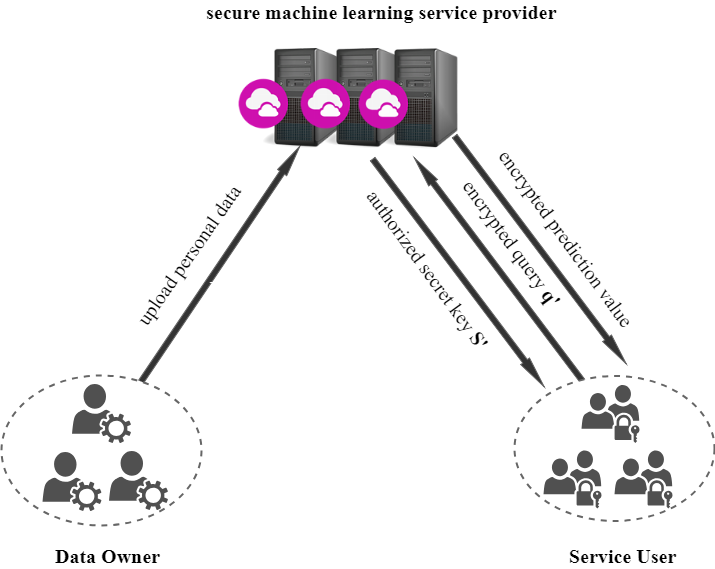 secure machine learning service provider
upload personal data
authorized secret key S'
encrypted query q'
encrypted prediction value
Data Owner
Service User